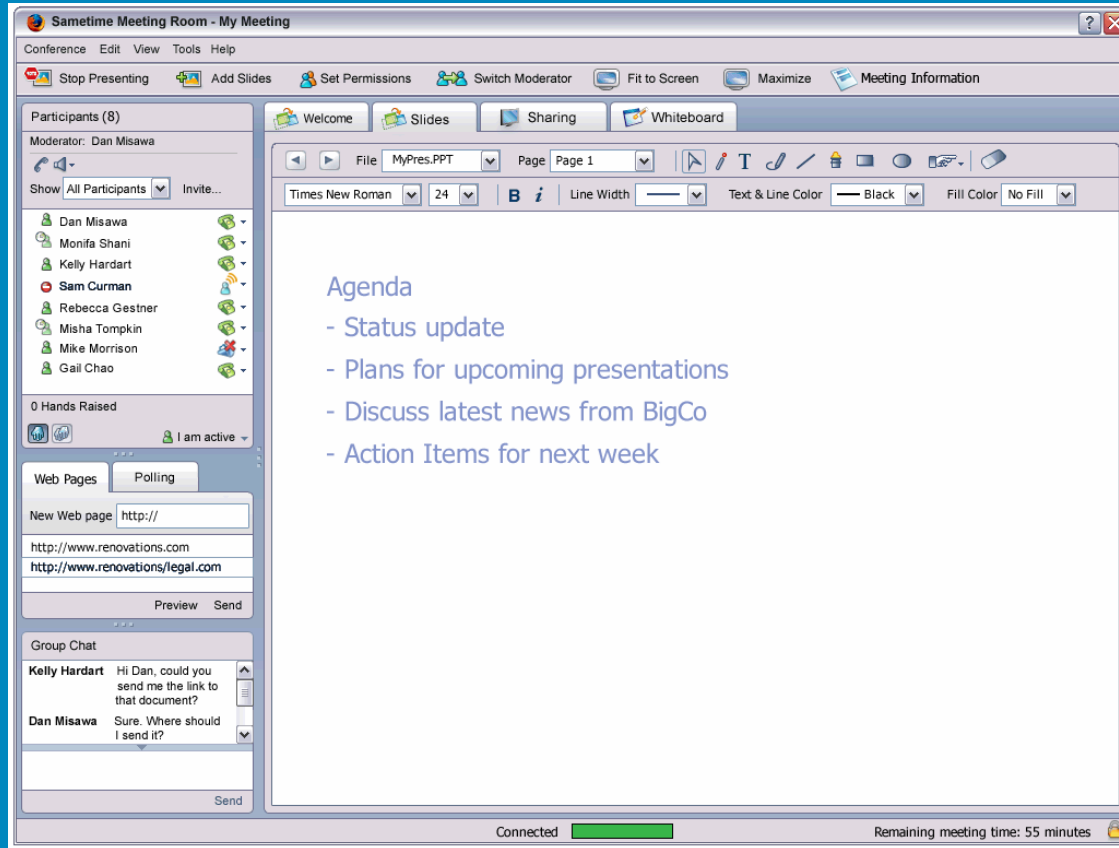 Sametime Meeting Room - My Meeting ?
Conference Edit View Tools Help
Stop Presenting Add Slides Set Permissions Switch Moderator Fit to Screen Maximize Meeting Information
Participants (8)
Moderator: Dan Misawa
Show All Participants Invite...
Dan Misawa
Monifa Shani
Kelly Hardart
Sam Curman
Rebecca Gestner
Misha Tompkin
Mike Morrison
Gail Chao
0 Hands Raised
I am active
Web Pages Polling
New Web page http://
http://www.renovations.com
http://www.renovations/legal.com
Preview Send
Group Chat
Kelly Hardart Hi Dan, could you
send me the link to
that document?
Dan Misawa Sure. Where should
I send it?
Send
Welcome Slides Sharing Whiteboard
File MyPres.PPT Page Page 1 T
Times New Roman 24 B i Line Width Text & Line Color Black Fill Color No Fill
Agenda
- Status update
- Plans for upcoming presentations
- Discuss latest news from BigCo
- Action Items for next week
Connected Remaining meeting time: 55 minutes